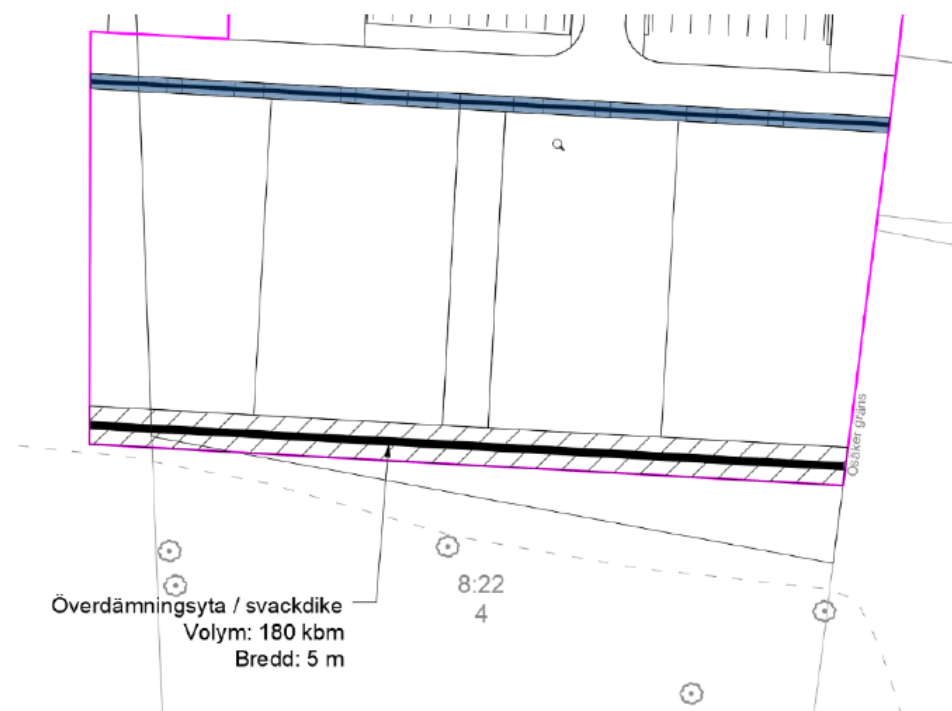 Osäker gräns
8:22
4
Överdämningsyta / svackdike
Volym: 180 kbm
Bredd: 5 m